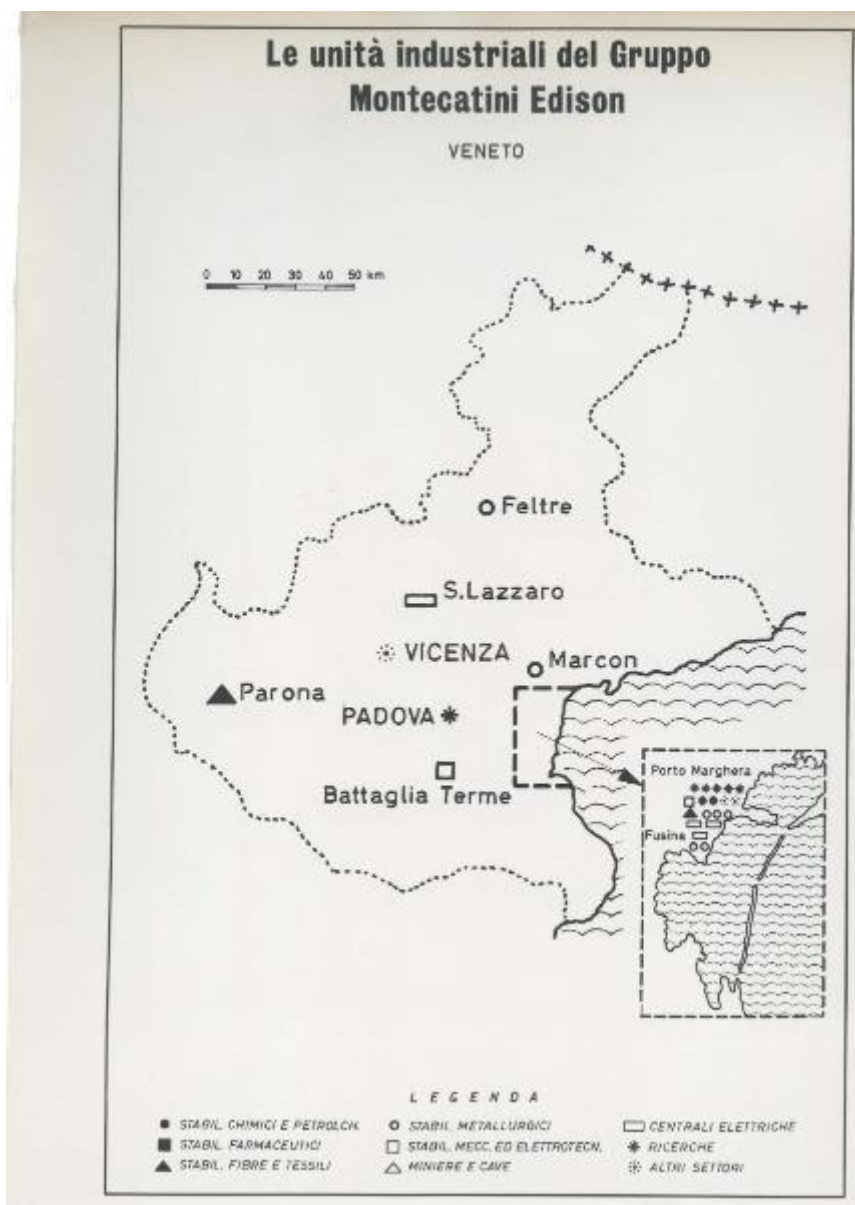 Le unità industriali del Gruppo
Montecatini Edison
VENETO
0 10 20 30 40 50 km
Feltre
S.Lazzaro
VICENZA
Marcon
Parona
PADOVA
Battaglia Terme
Porto Marghera
Fusina
LEGENDA
STABIL. CHIMICI E PETROLCH.
STABIL. METALLURGICI
CENTRALI ELETTRICHE
STABIL. FARMACEUTICI
STABIL. MECC. ED ELETTROTECN.
RICERCHE
STABIL. FIBRE E TESSILI
MINIERE E CAVE
ALTRI SETTORI